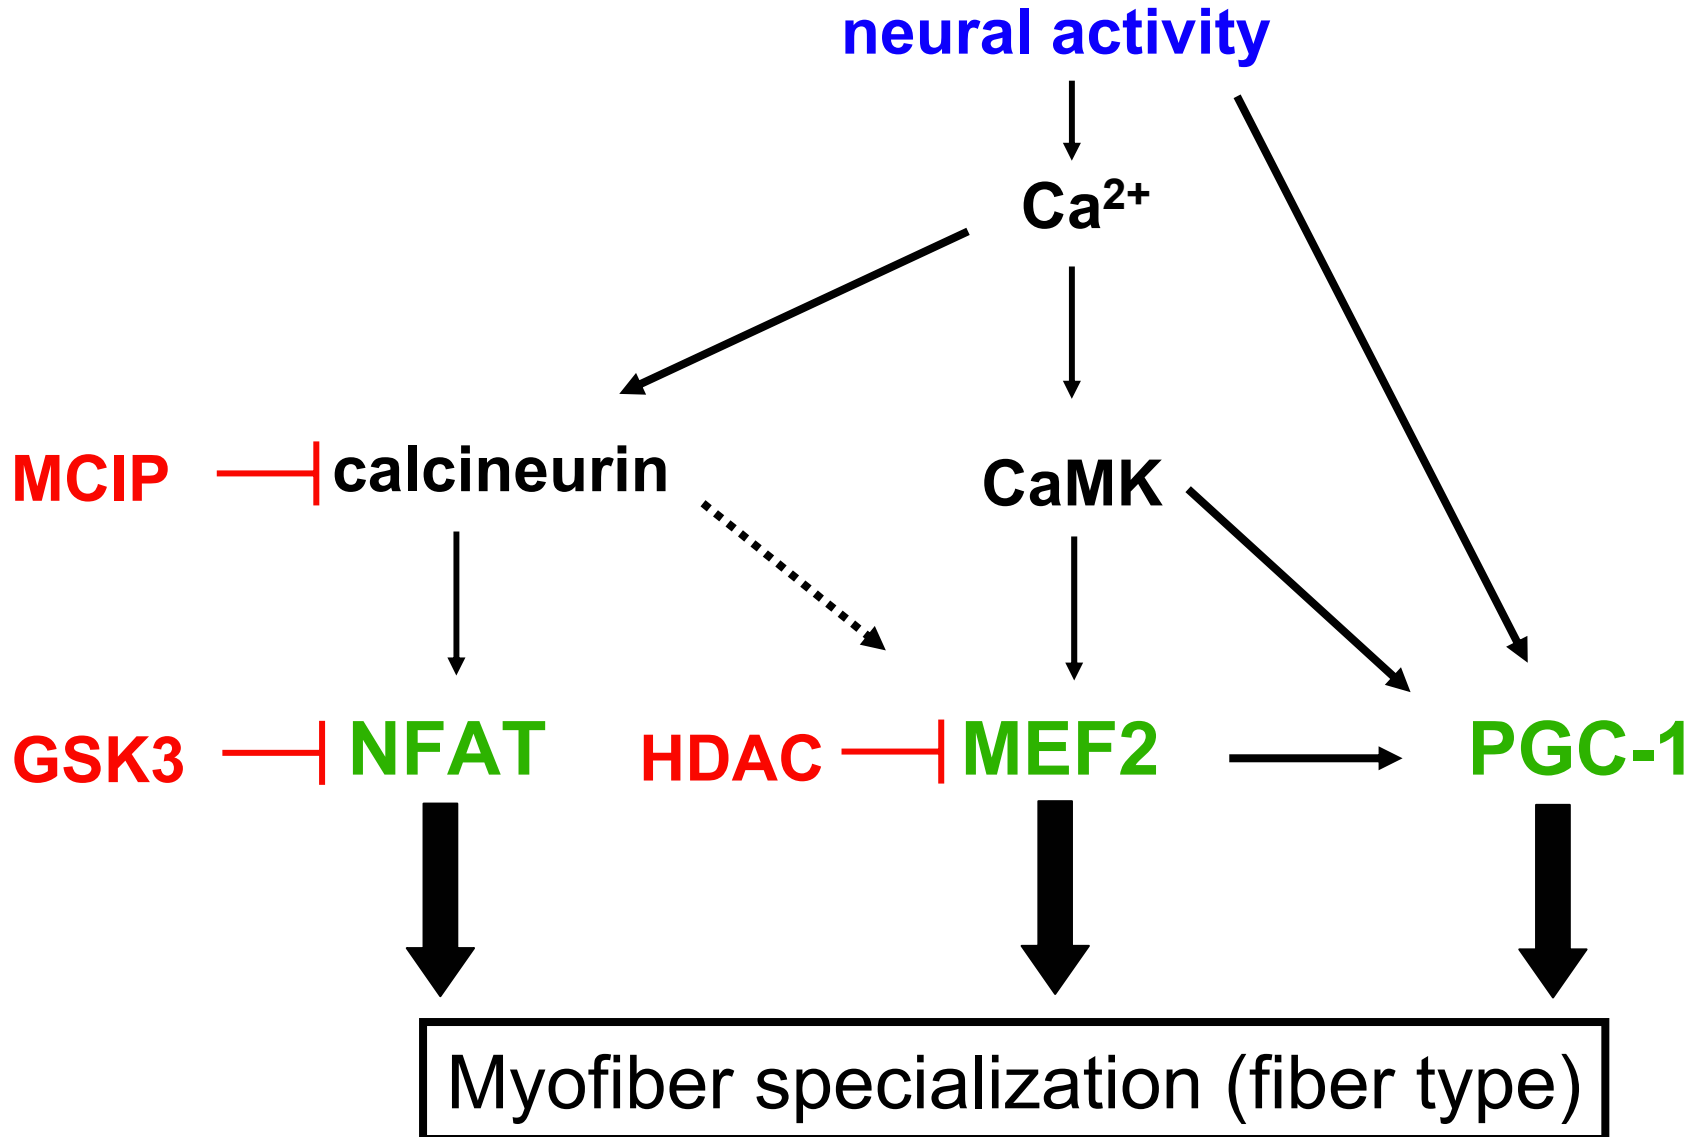 neural activity
Ca²⁺
MCIP
calcineurin
CaMK
GSK3
NFAT
HDAC
MEF2
PGC-1
Myofiber specialization (fiber type)